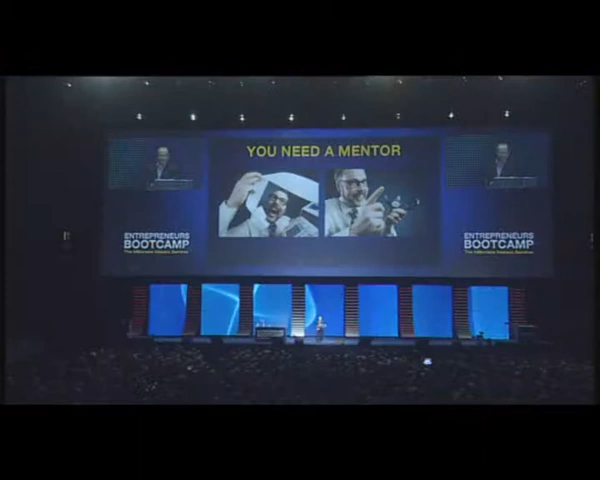 YOU NEED A MENTOR
ENTREPRENEURS
BOOTCAMP
ENTREPRENEURS
BOOTCAMP